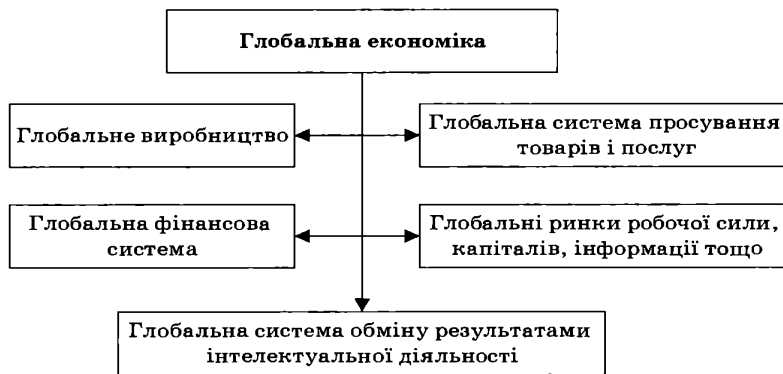 Глобальна економіка
Глобальне виробництво
Глобальна система просування
товарів і послуг
Глобальна фінансова
система
Глобальні ринки робочої сили,
капіталів, інформації тощо
Глобальна система обміну результатами
інтелектуальної діяльності